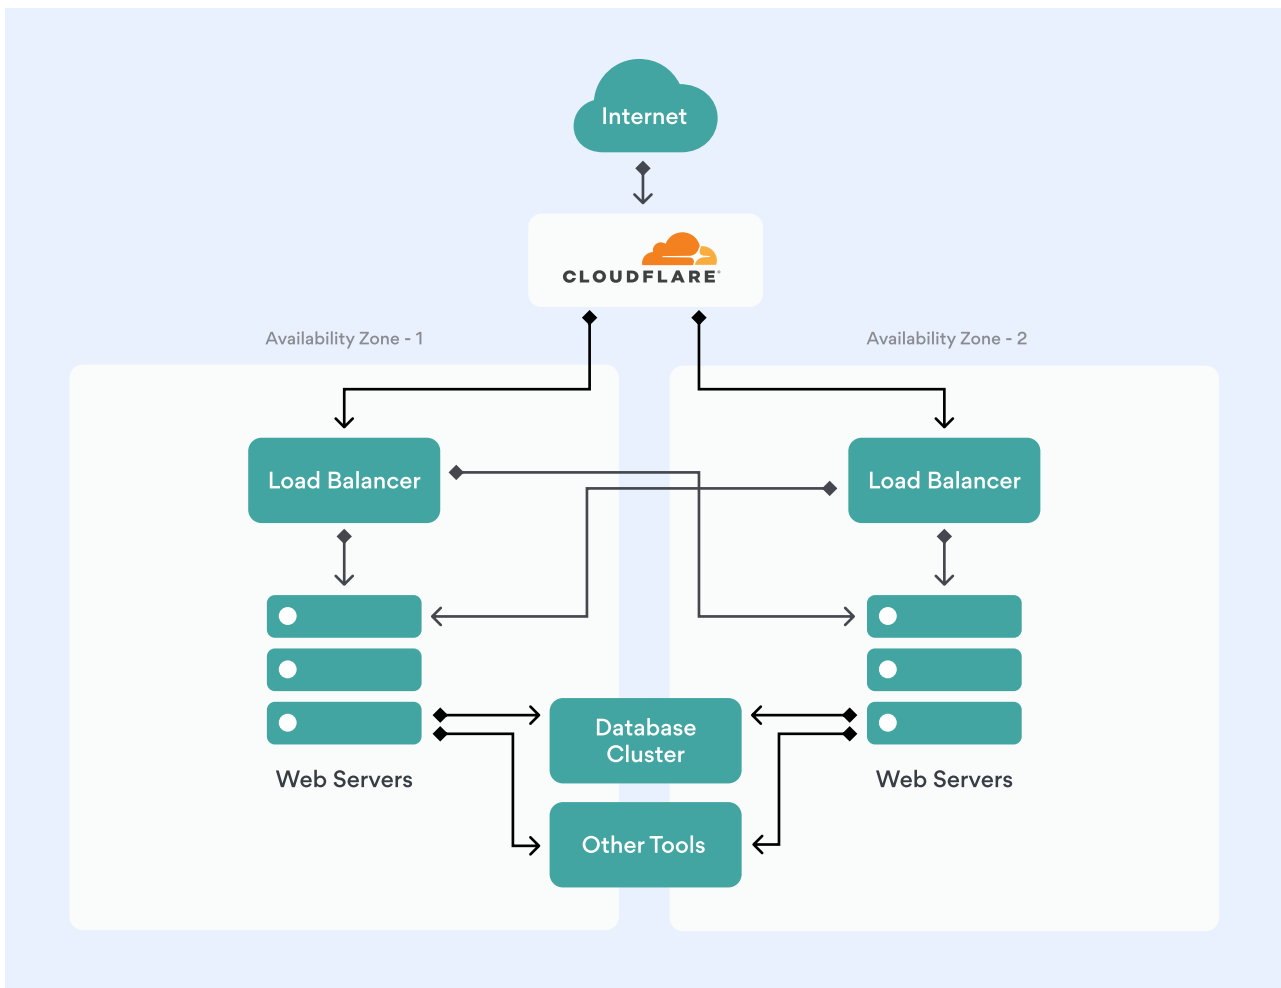 Internet
CLOUDFLARE
Availability Zone - 1
Availability Zone - 2
Load Balancer
Load Balancer
Database
Cluster
Web Servers
Web Servers
Other Tools